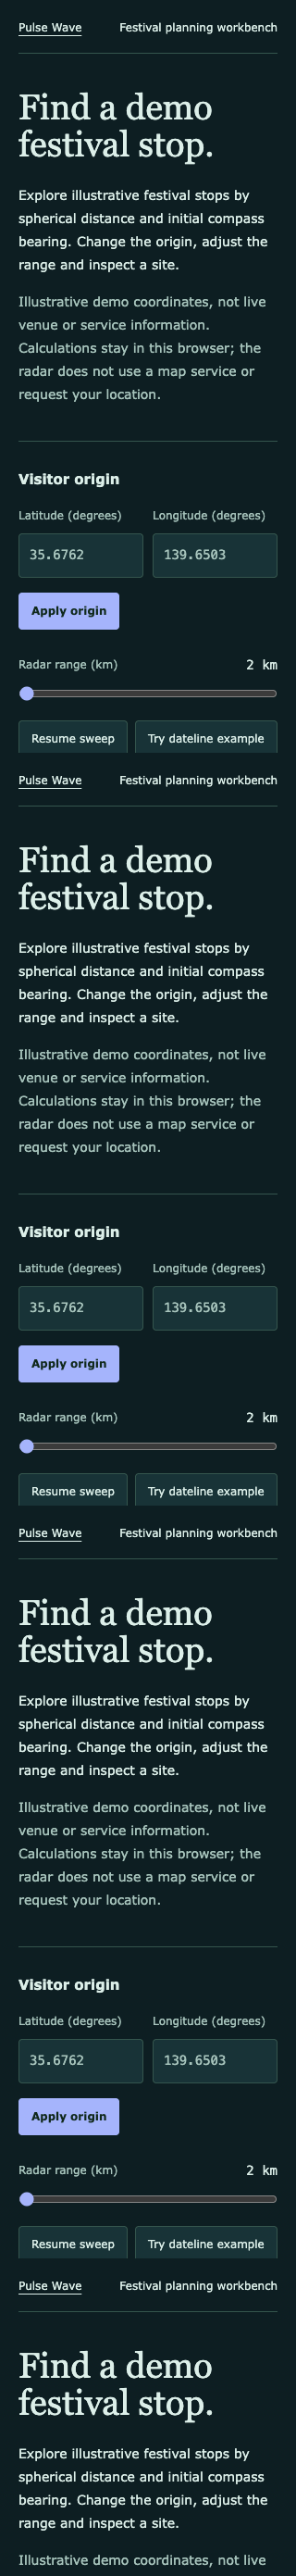 Pulse Wave Festival planning workbench
Find a demo
festival stop.
Explore illustrative festival stops by
spherical distance and initial compass
bearing. Change the origin, adjust the
range and inspect a site.
Illustrative demo coordinates, not live
venue or service information.
Calculations stay in this browser; the
radar does not use a map service or
request your location.
Visitor origin
Latitude (degrees) Longitude (degrees)
35.6762 139.6503
Apply origin
Radar range (km) 2 km
Resume sweep Try dateline example
Pulse Wave Festival planning workbench
Find a demo
festival stop.
Explore illustrative festival stops by
spherical distance and initial compass
bearing. Change the origin, adjust the
range and inspect a site.
Illustrative demo coordinates, not live
venue or service information.
Calculations stay in this browser; the
radar does not use a map service or
request your location.
Visitor origin
Latitude (degrees) Longitude (degrees)
35.6762 139.6503
Apply origin
Radar range (km) 2 km
Resume sweep Try dateline example
Pulse Wave Festival planning workbench
Find a demo
festival stop.
Explore illustrative festival stops by
spherical distance and initial compass
bearing. Change the origin, adjust the
range and inspect a site.
Illustrative demo coordinates, not live
venue or service information.
Calculations stay in this browser; the
radar does not use a map service or
request your location.
Visitor origin
Latitude (degrees) Longitude (degrees)
35.6762 139.6503
Apply origin
Radar range (km) 2 km
Resume sweep Try dateline example
Pulse Wave Festival planning workbench
Find a demo
festival stop.
Explore illustrative festival stops by
spherical distance and initial compass
bearing. Change the origin, adjust the
range and inspect a site.
Illustrative demo coordinates, not live